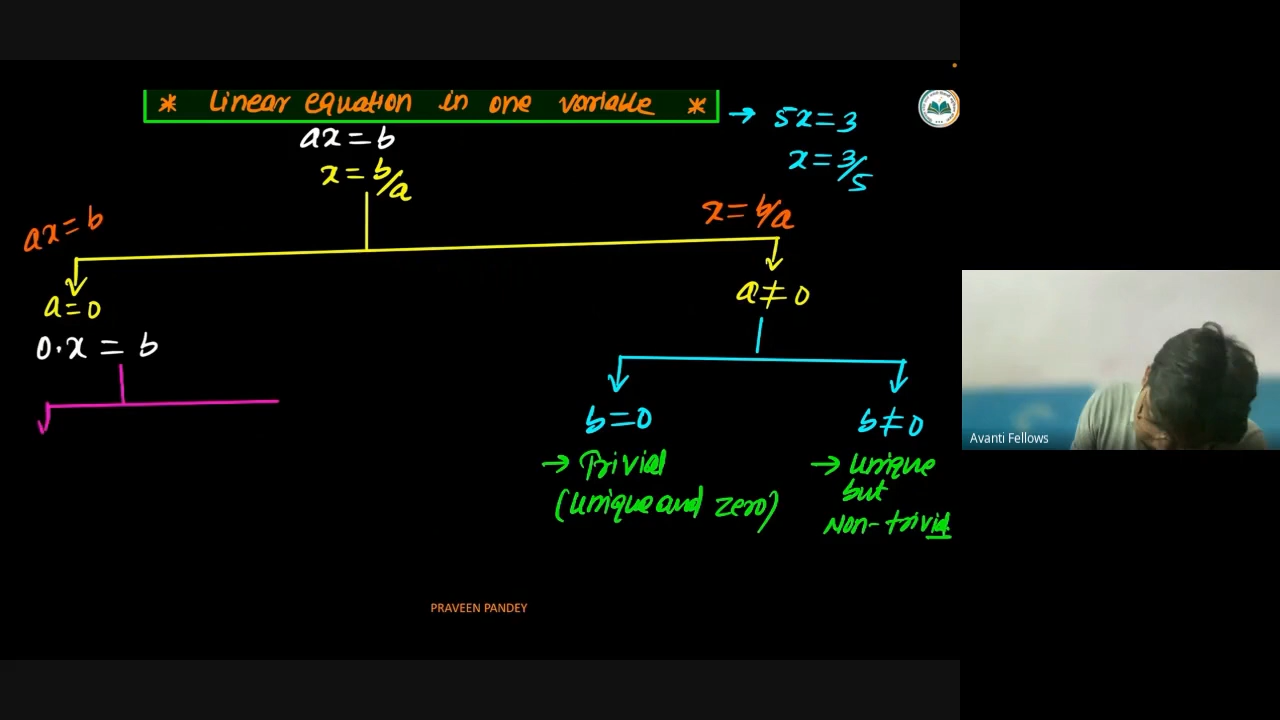 * Linear equation in one variable *
→ 5x=3
x=3/5
ax=b
x=b/a
ax=b
x=b/a
a=0
a≠0
0·x=b
b=0
b≠0
→ Trivial
(unique and zero)
→ unique
but
Non-trivial
PRAVEEN PANDEY
Avanti Fellows